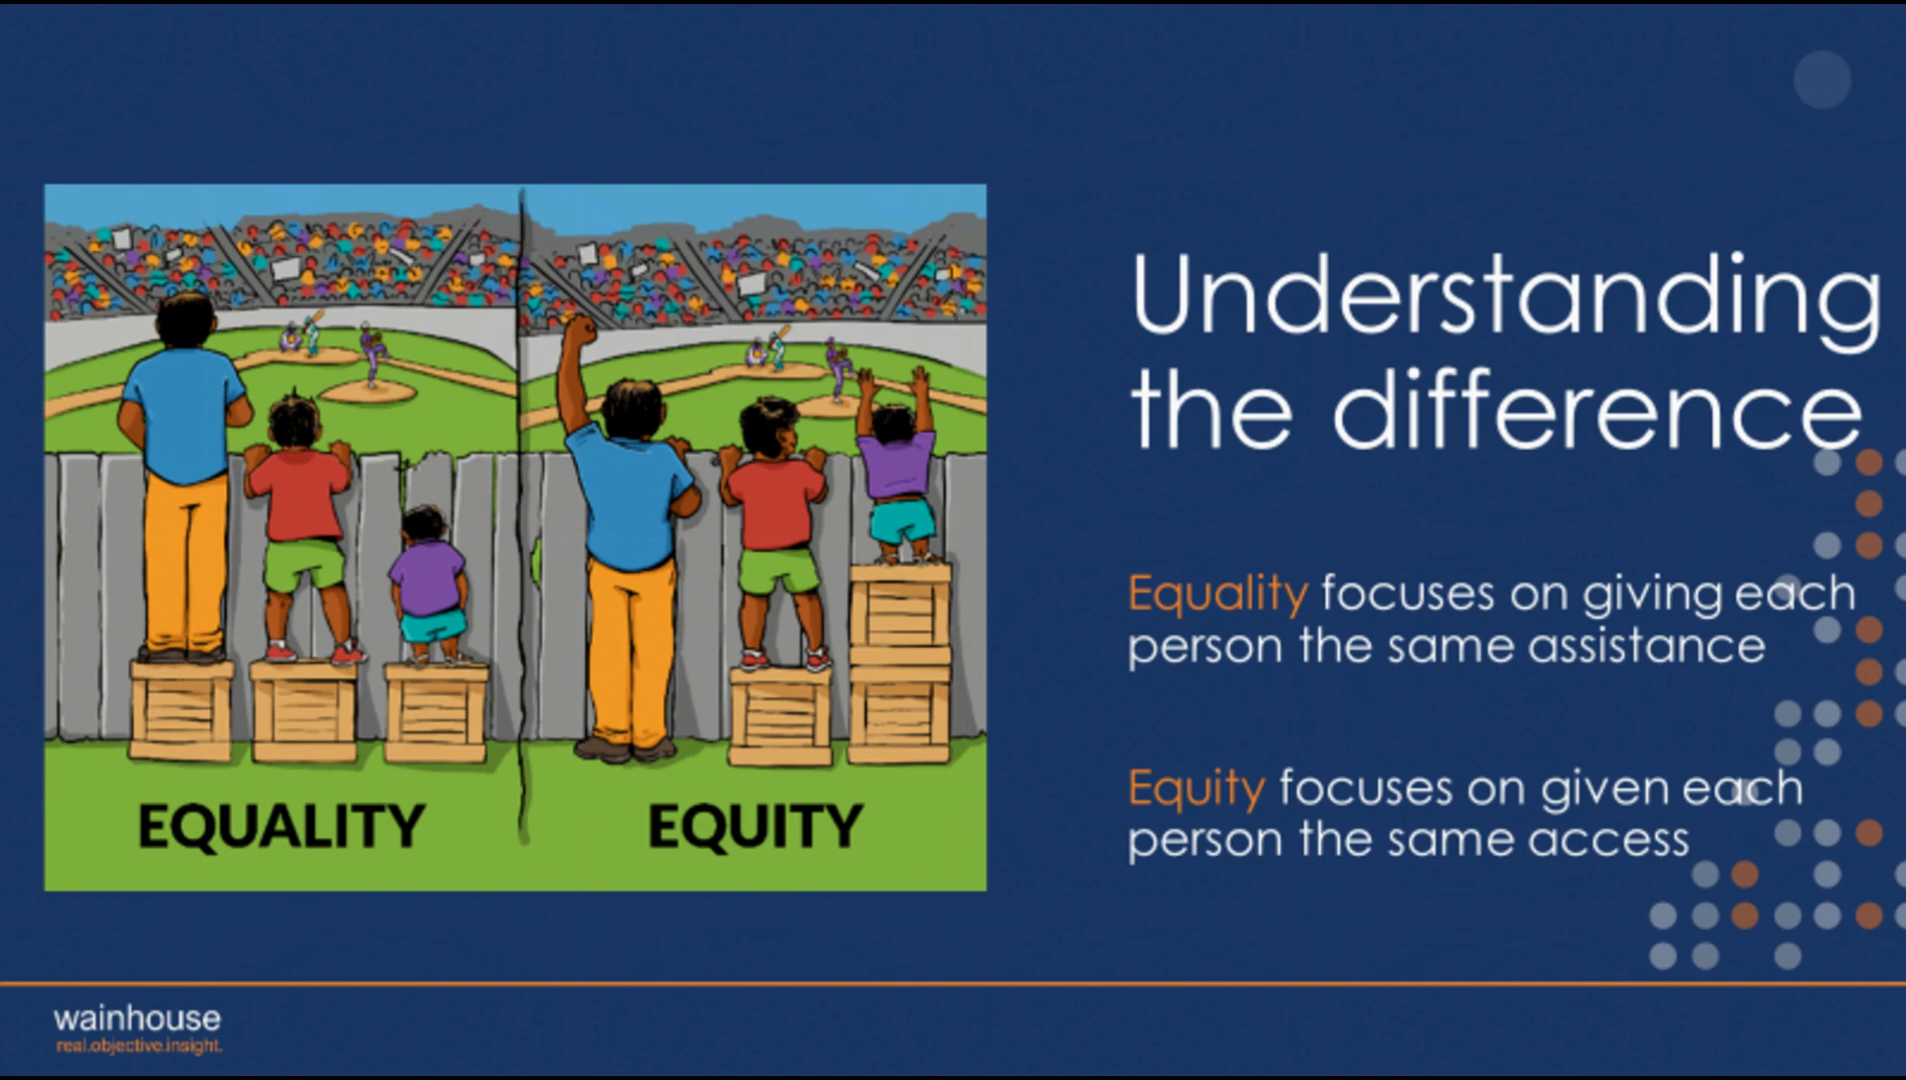 Understanding
the difference
Equality focuses on giving each
person the same assistance
Equity focuses on given each
person the same access
EQUALITY
EQUITY
wainhouse
real.objective.insight.